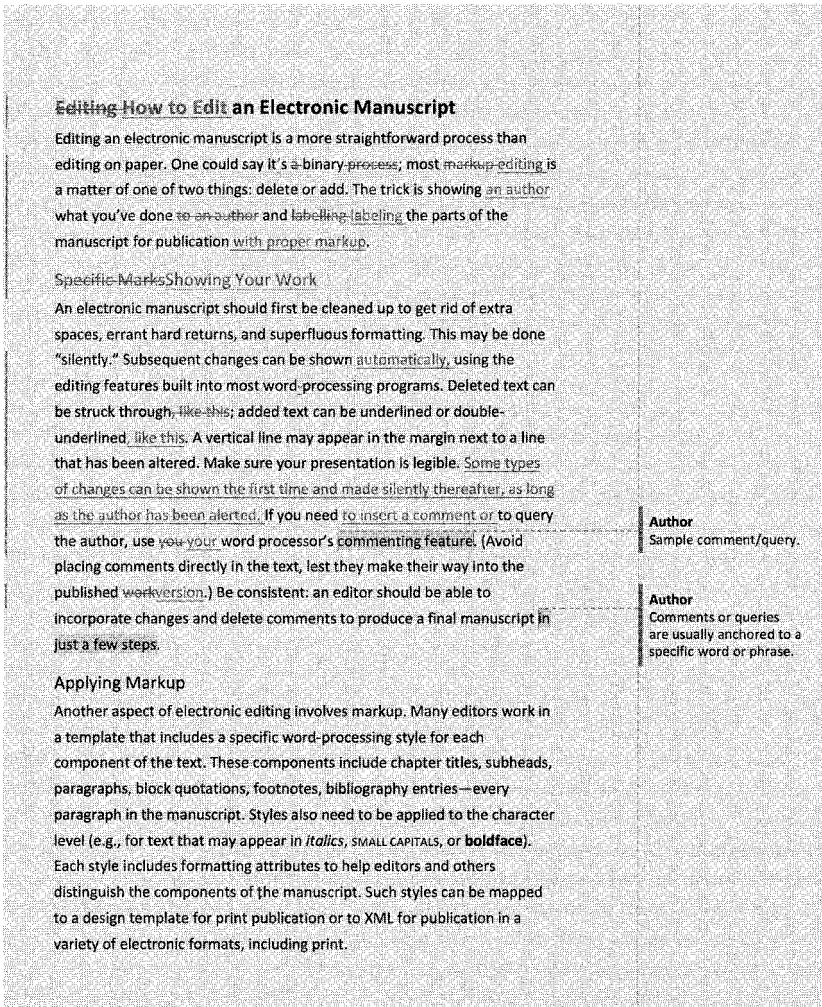 Editing How to Edit an Electronic Manuscript
Editing an electronic manuscript is a more straightforward process than
editing on paper. One could say it's a binary process; most markup editing is
a matter of one of two things: delete or add. The trick is showing an author
what you've done to an author and labelling labeling the parts of the
manuscript for publication with proper markup.
Specific MarksShowing Your Work
An electronic manuscript should first be cleaned up to get rid of extra
spaces, errant hard returns, and superfluous formatting. This may be done
"silently." Subsequent changes can be shown automatically, using the
editing features built into most word-processing programs. Deleted text can
be struck through, like this; added text can be underlined or double-
underlined, like this. A vertical line may appear in the margin next to a line
that has been altered. Make sure your presentation is legible. Some types
of changes can be shown the first time and made silently thereafter, as long
as the author has been alerted. If you need to insert a comment or to query
the author, use you your word processor's commenting feature. (Avoid
placing comments directly in the text, lest they make their way into the
published workversion.) Be consistent: an editor should be able to
incorporate changes and delete comments to produce a final manuscript in
just a few steps.
Author
Sample comment/query.
Author
Comments or queries
are usually anchored to a
specific word or phrase.
Applying Markup
Another aspect of electronic editing involves markup. Many editors work in
a template that includes a specific word-processing style for each
component of the text. These components include chapter titles, subheads,
paragraphs, block quotations, footnotes, bibliography entries—every
paragraph in the manuscript. Styles also need to be applied to the character
level (e.g., for text that may appear in italics, SMALL CAPITALS, or boldface).
Each style includes formatting attributes to help editors and others
distinguish the components of the manuscript. Such styles can be mapped
to a design template for print publication or to XML for publication in a
variety of electronic formats, including print.